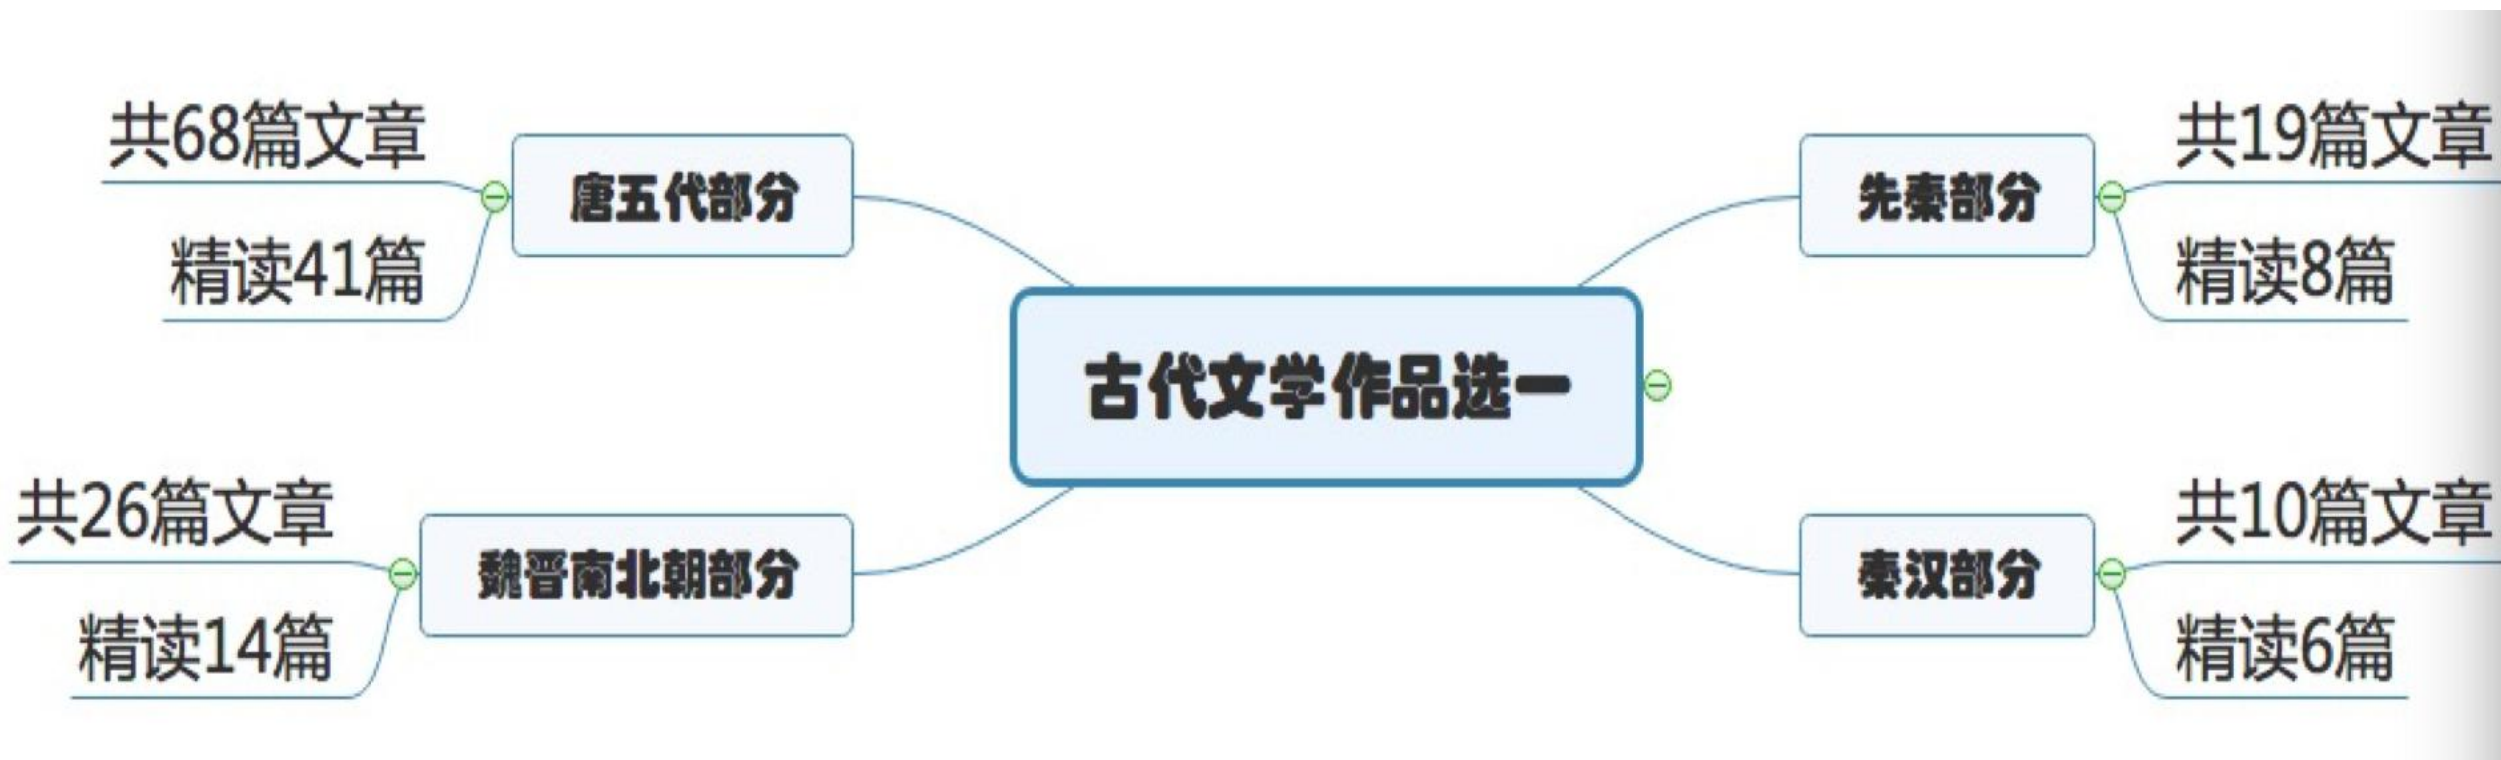 古代文学作品选一
先秦部分
共19篇文章
精读8篇
秦汉部分
共10篇文章
精读6篇
魏晋南北朝部分
共26篇文章
精读14篇
唐五代部分
共68篇文章
精读41篇